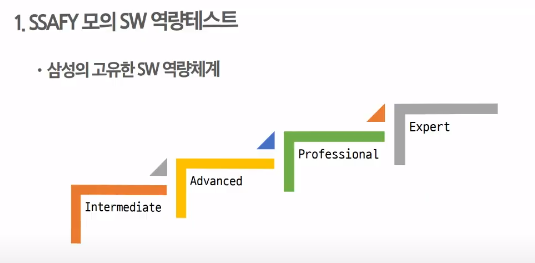 1. SSAFY 모의 SW 역량테스트
· 삼성의 고유한 SW 역량체계
Intermediate
Advanced
Professional
Expert